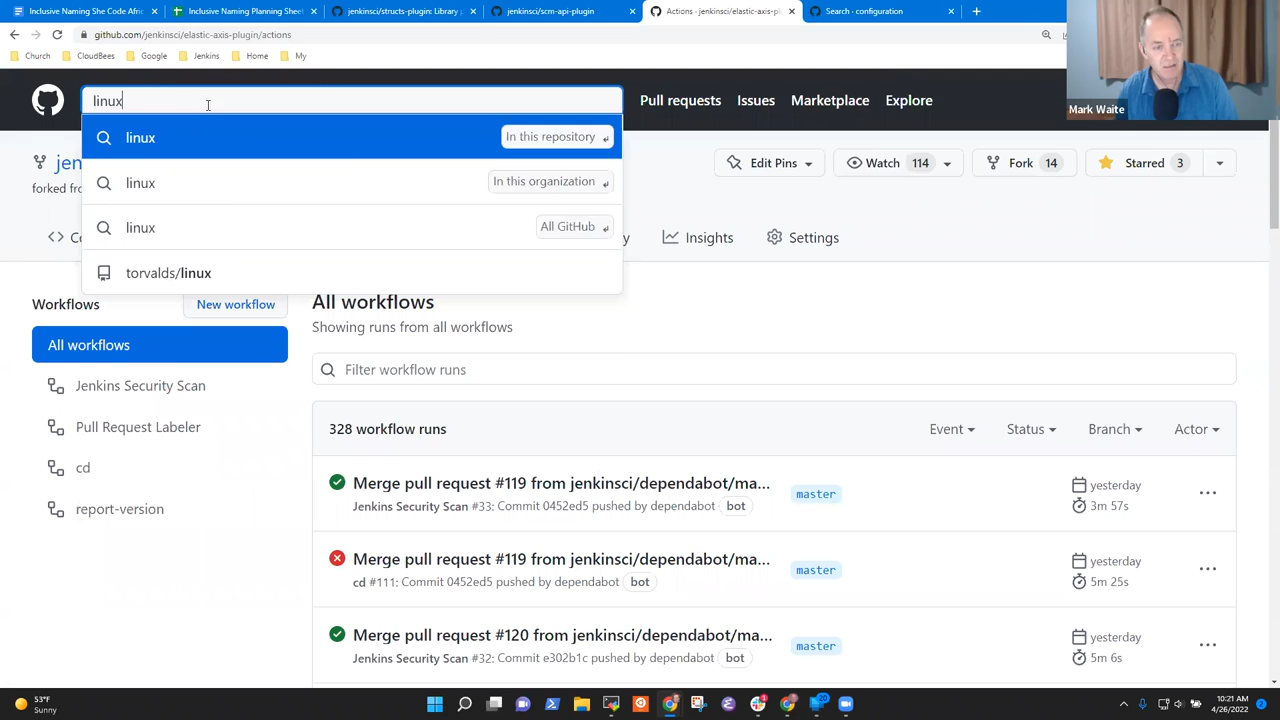 Inclusive Naming She Code Afri
Inclusive Naming Planning Sheet
jenkinsci/structs-plugin: Library p
jenkinsci/scm-api-plugin
Actions · jenkinsci/elastic-axis-pl
Search · configuration
github.com/jenkinsci/elastic-axis-plugin/actions
Church
CloudBees
Google
Jenkins
Home
My
linux
Pull requests
Issues
Marketplace
Explore
Mark Waite
linux
In this repository
linux
In this organization
linux
All GitHub
torvalds/linux
jen
forked fro
Edit Pins
Watch 114
Fork 14
Starred 3
Insights
Settings
Workflows
New workflow
All workflows
Jenkins Security Scan
Pull Request Labeler
cd
report-version
All workflows
Showing runs from all workflows
Filter workflow runs
328 workflow runs
Event
Status
Branch
Actor
Merge pull request #119 from jenkinsci/dependabot/ma...
Jenkins Security Scan #33: Commit 0452ed5 pushed by dependabot bot
master
yesterday
3m 57s
Merge pull request #119 from jenkinsci/dependabot/ma...
cd #111: Commit 0452ed5 pushed by dependabot bot
master
yesterday
5m 25s
Merge pull request #120 from jenkinsci/dependabot/ma...
Jenkins Security Scan #32: Commit e302b1c pushed by dependabot bot
master
yesterday
5m 6s
53°F
Sunny
20
10:21 AM
4/26/2022